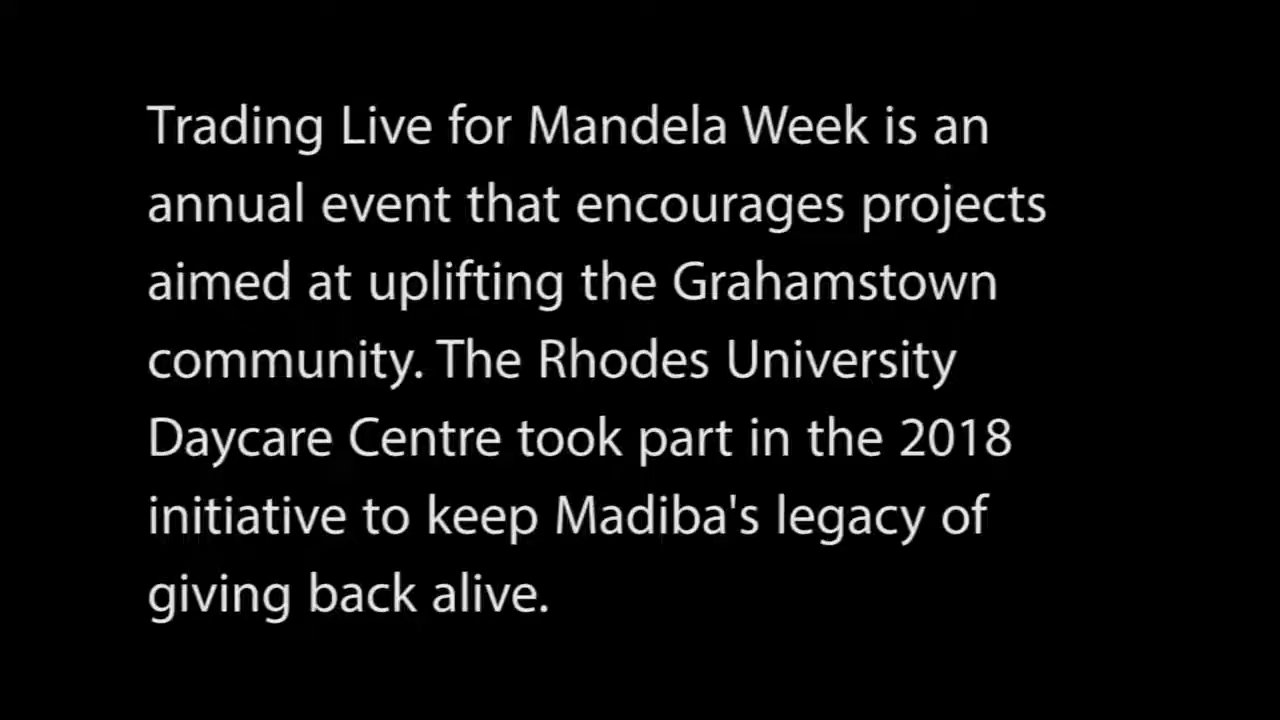 Trading Live for Mandela Week is an
annual event that encourages projects
aimed at uplifting the Grahamstown
community. The Rhodes University
Daycare Centre took part in the 2018
initiative to keep Madiba's legacy of
giving back alive.